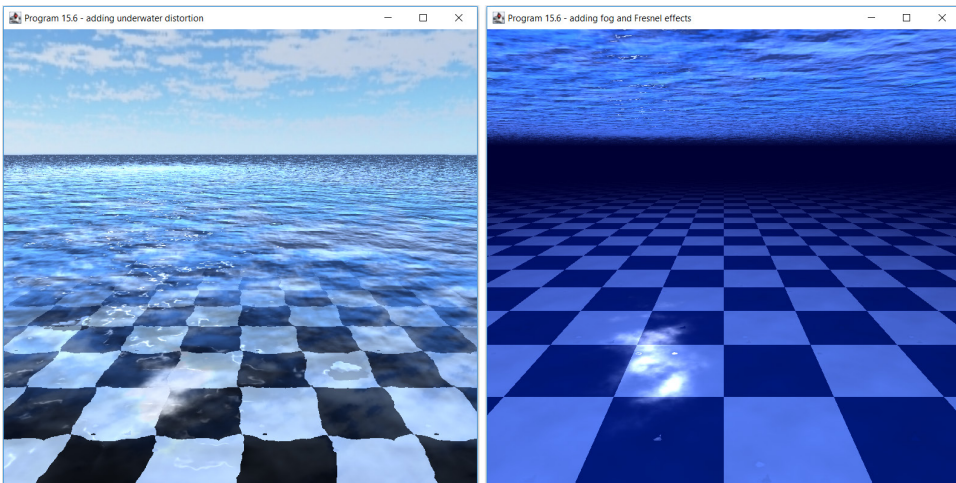 Program 15.6 - adding underwater distortion
Program 15.6 - adding fog and Fresnel effects